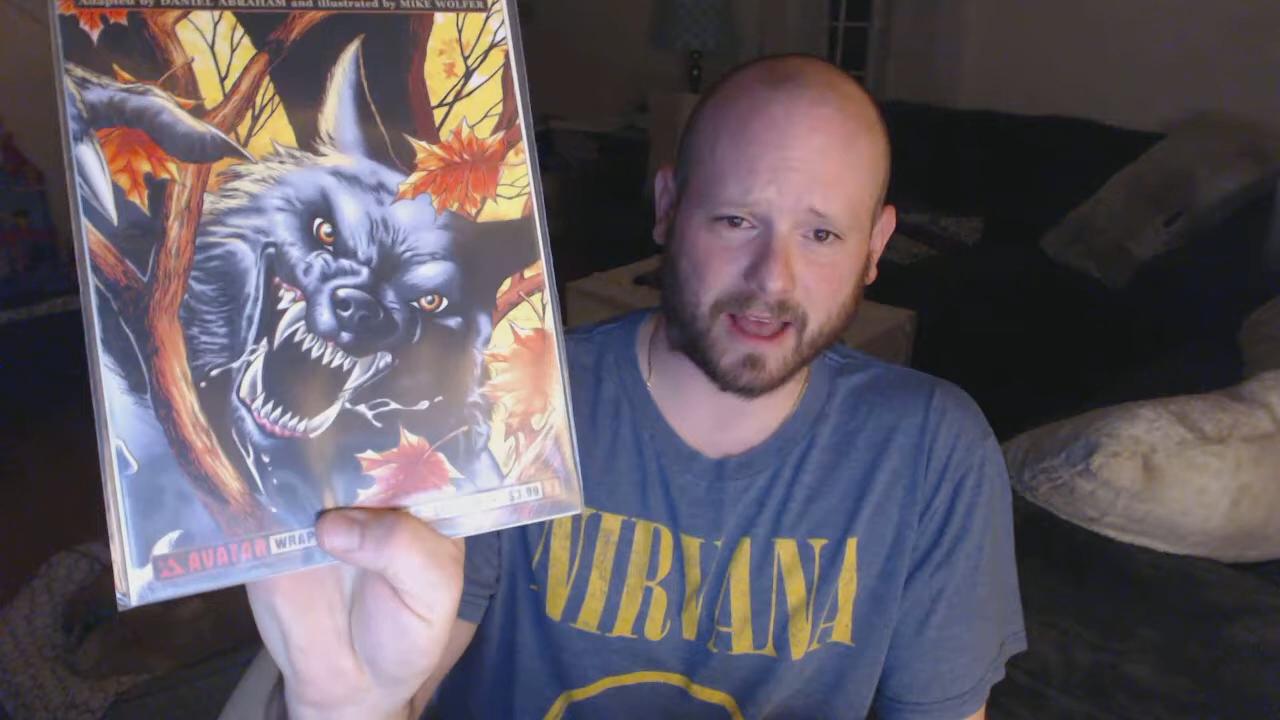 Adapted by DANIEL ABRAHAM and illustrated by MIKE WOLFER
$3.99
AVATAR WRAP
NIRVANA